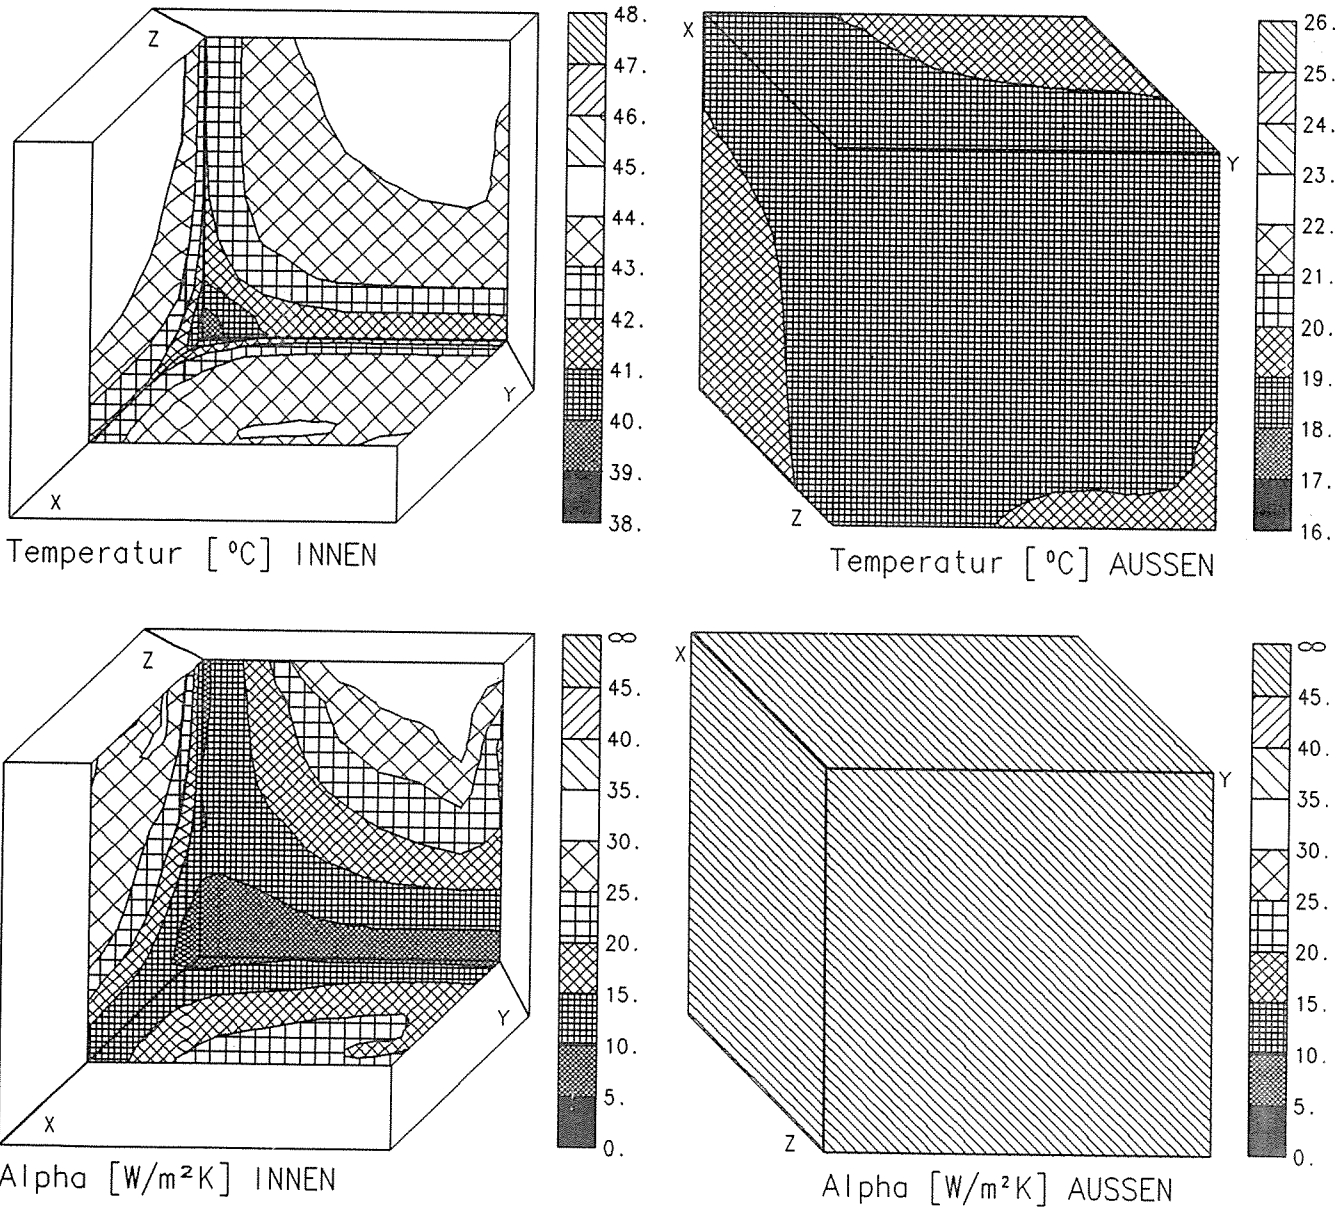 Z
X
Y
48.
47.
46.
45.
44.
43.
42.
41.
40.
39.
38.
Temperatur [°C] INNEN
X
Y
Z
26.
25.
24.
23.
22.
21.
20.
19.
18.
17.
16.
Temperatur [°C] AUSSEN
Z
X
Y
∞
45.
40.
35.
30.
25.
20.
15.
10.
5.
0.
Alpha [W/m²K] INNEN
X
Y
Z
∞
45.
40.
35.
30.
25.
20.
15.
10.
5.
0.
Alpha [W/m²K] AUSSEN